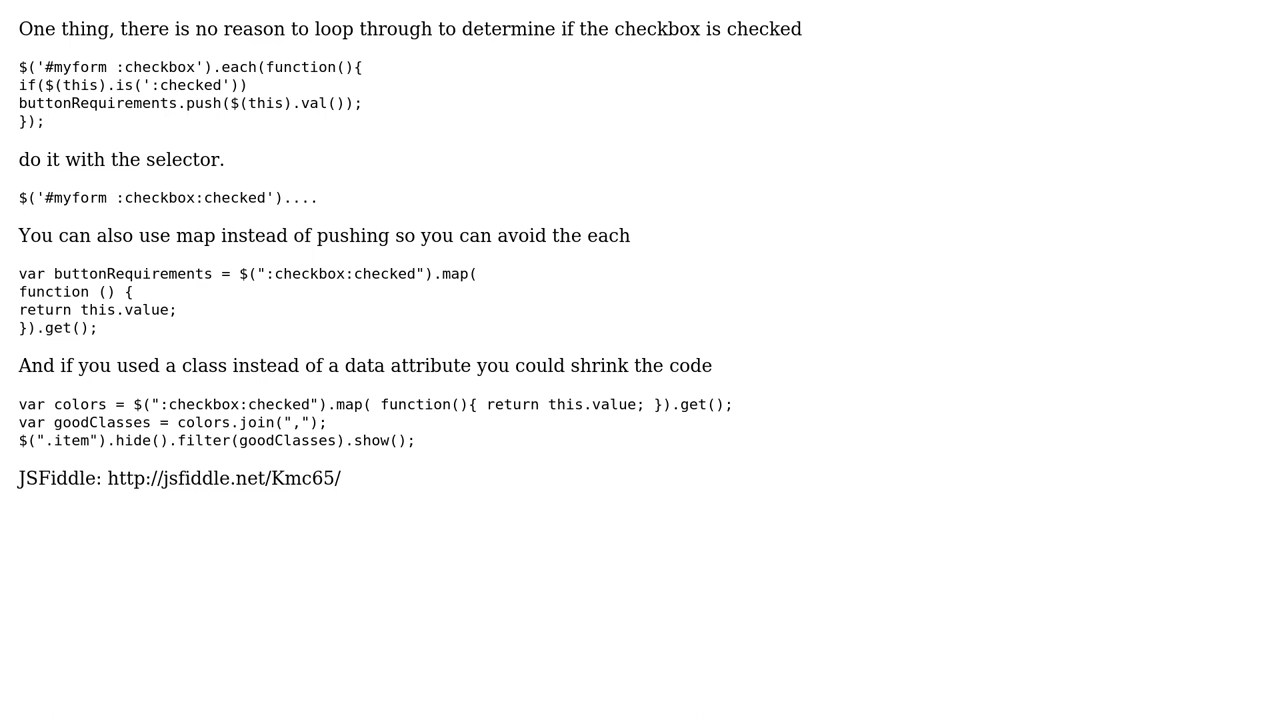 One thing, there is no reason to loop through to determine if the checkbox is checked
$('#myform :checkbox').each(function(){
if($(this).is(':checked'))
buttonRequirements.push($(this).val());
});
do it with the selector.
$('#myform :checkbox:checked')....
You can also use map instead of pushing so you can avoid the each
var buttonRequirements = $(":checkbox:checked").map(
function () {
return this.value;
}).get();
And if you used a class instead of a data attribute you could shrink the code
var colors = $(":checkbox:checked").map( function(){ return this.value; }).get();
var goodClasses = colors.join(",");
$(".item").hide().filter(goodClasses).show();
JSFiddle: http://jsfiddle.net/Kmc65/